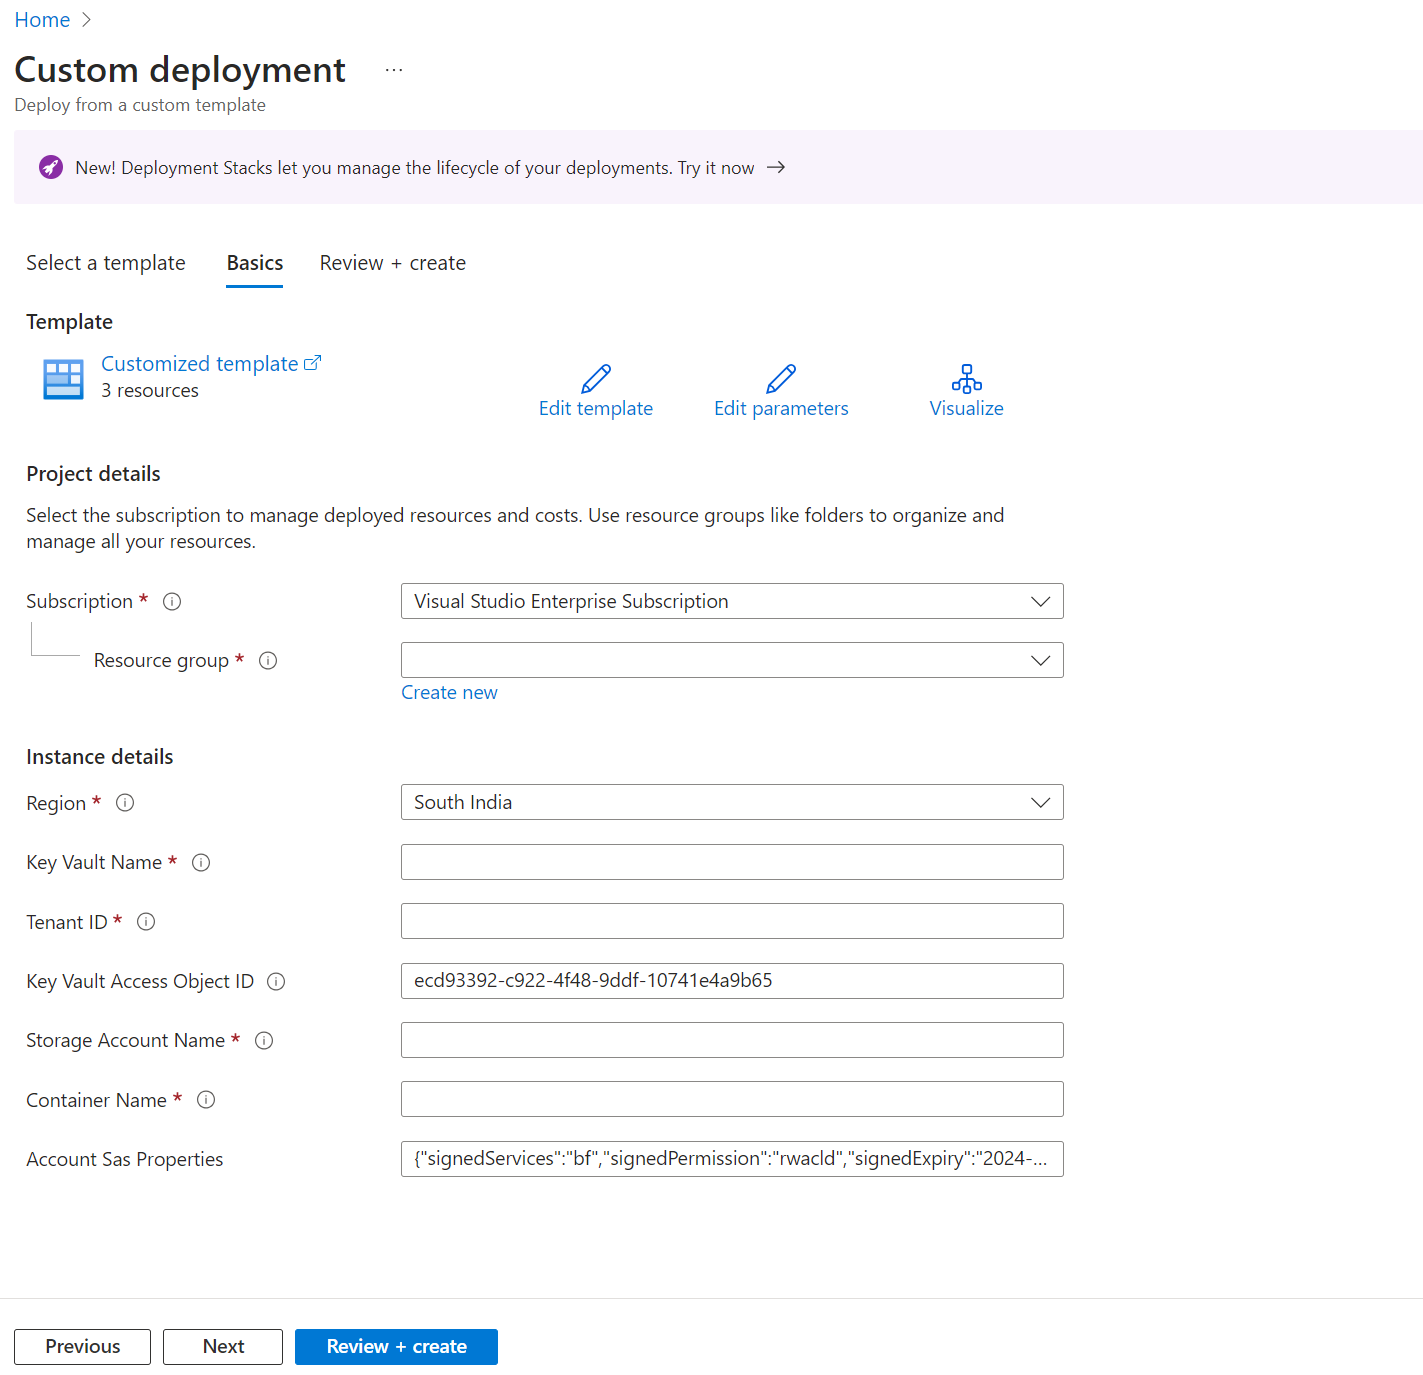 Home
Custom deployment ...
Deploy from a custom template
New! Deployment Stacks let you manage the lifecycle of your deployments. Try it now →
Select a template Basics Review + create
Template
Customized template
3 resources
Edit template Edit parameters Visualize
Project details
Select the subscription to manage deployed resources and costs. Use resource groups like folders to organize and
manage all your resources.
Subscription * Visual Studio Enterprise Subscription
Resource group *
Create new
Instance details
Region * South India
Key Vault Name *
Tenant ID *
Key Vault Access Object ID ecd93392-c922-4f48-9ddf-10741e4a9b65
Storage Account Name *
Container Name *
Account Sas Properties {"signedServices":"bf","signedPermission":"rwacld","signedExpiry":"2024-...
Previous Next Review + create